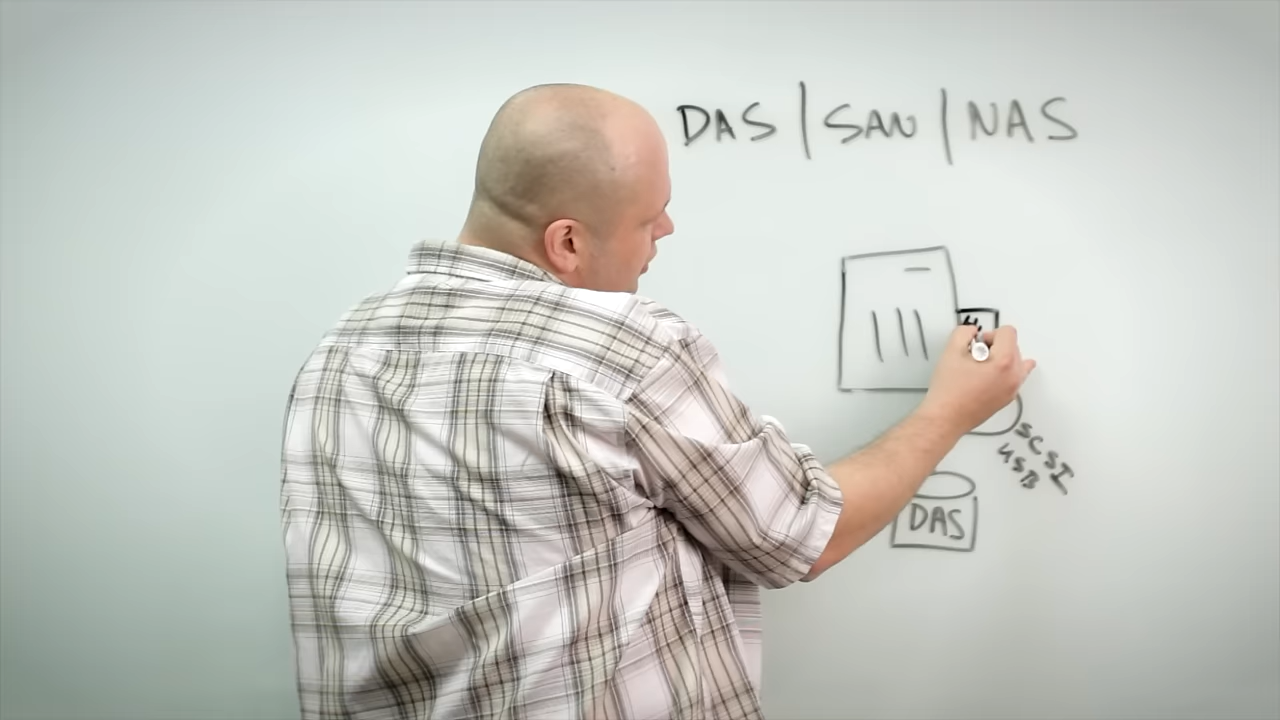 DAS | SAN | NAS
SCSI
USB
DAS